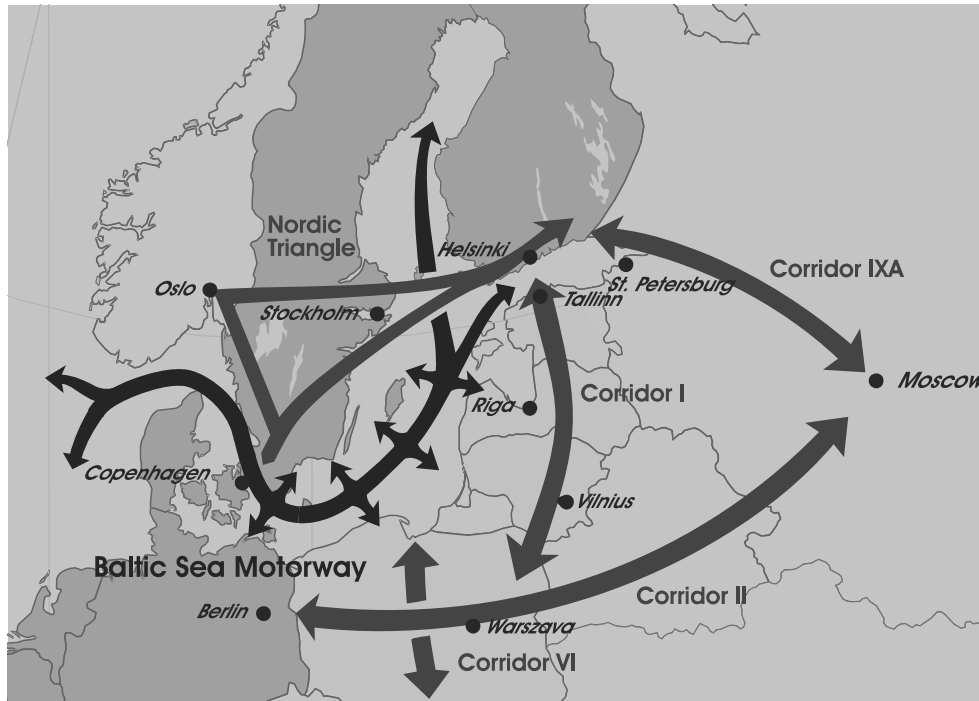 Nordic
Triangle
Helsinki
Oslo
Stockholm
St. Petersburg
Tallinn
Corridor IXA
Moscow
Corridor I
Riga
Copenhagen
Vilnius
Baltic Sea Motorway
Berlin
Warszava
Corridor II
Corridor VI